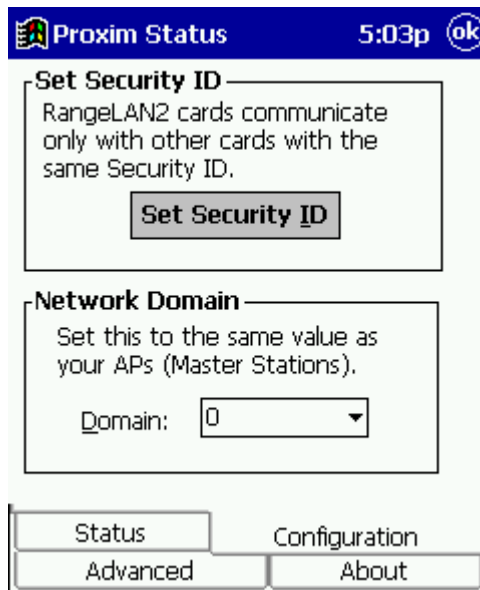 Proxim Status 5:03p ok
Set Security ID
RangeLAN2 cards communicate
only with other cards with the
same Security ID.
Set Security ID
Network Domain
Set this to the same value as
your APs (Master Stations).
Domain: 0
Status Configuration
Advanced About